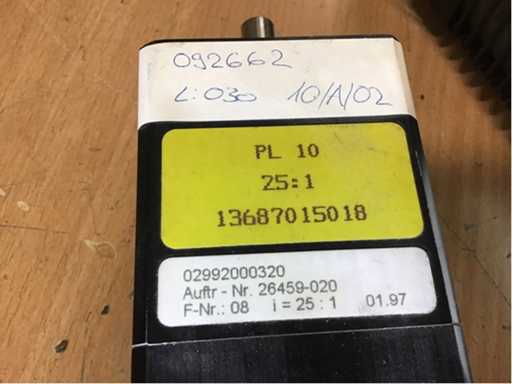 092662
L:030 10/A/02
PL 10
25:1
13687015018
02992000320
Auftr - Nr. 26459-020
F-Nr.: 08 i = 25 : 1 01.97